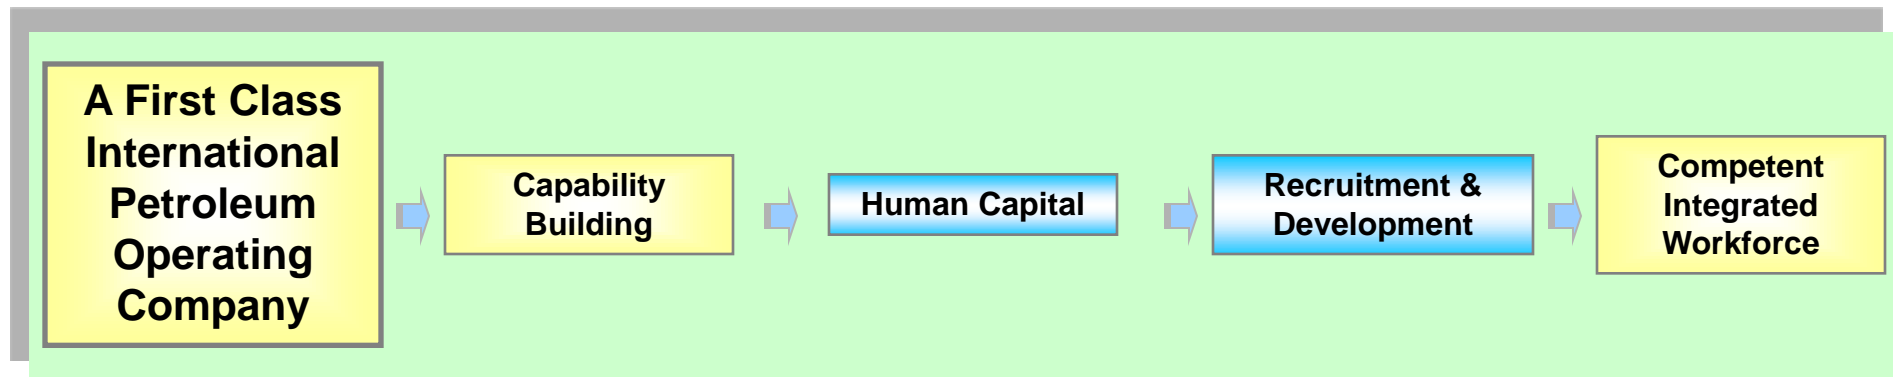 A First Class
International
Petroleum
Operating
Company
Capability
Building
Human Capital
Recruitment &
Development
Competent
Integrated
Workforce